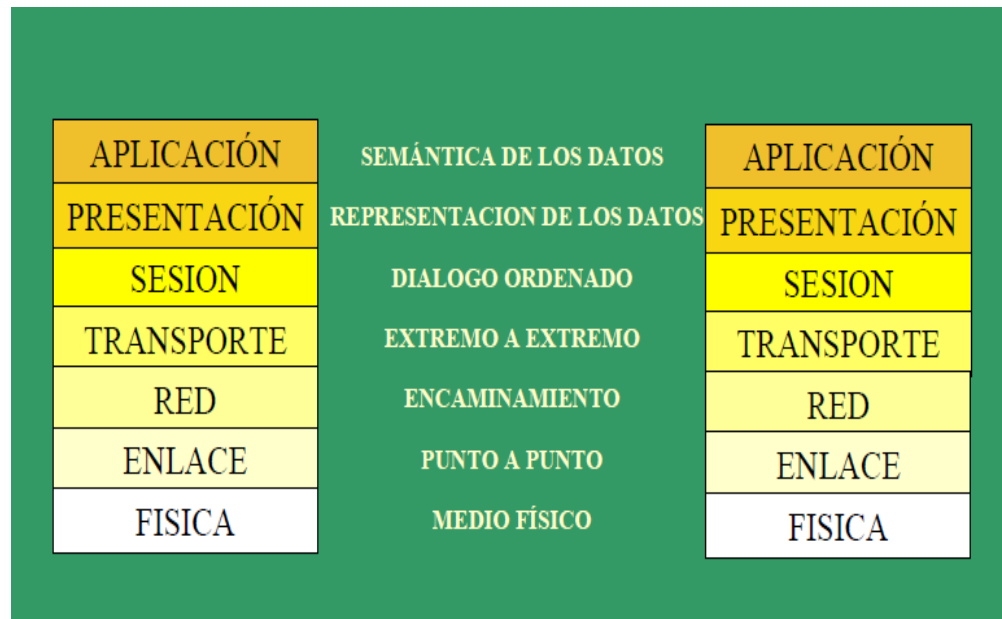 APLICACIÓN SEMÁNTICA DE LOS DATOS APLICACIÓN
PRESENTACIÓN REPRESENTACION DE LOS DATOS PRESENTACIÓN
SESION DIALOGO ORDENADO SESION
TRANSPORTE EXTREMO A EXTREMO TRANSPORTE
RED ENCAMINAMIENTO RED
ENLACE PUNTO A PUNTO ENLACE
FISICA MEDIO FÍSICO FISICA